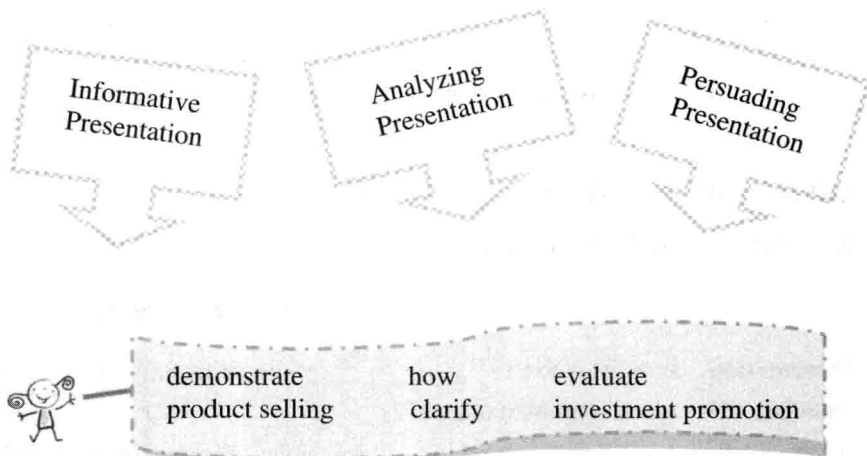 Informative
Presentation
Analyzing
Presentation
Persuading
Presentation
demonstrate how evaluate
product selling clarify investment promotion